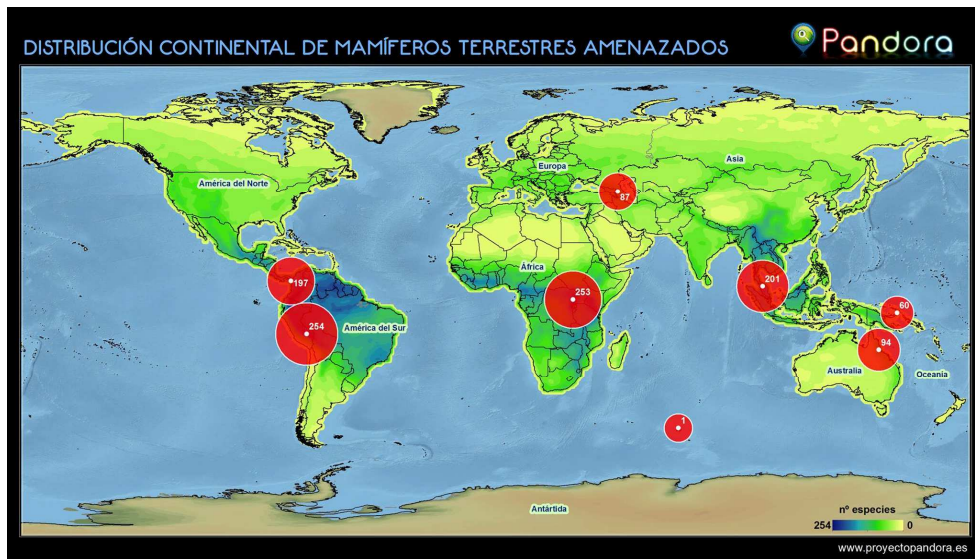 DISTRIBUCIÓN CONTINENTAL DE MAMÍFEROS TERRESTRES AMENAZADOS
Pandora
Europa
Asia
América del Norte
87
África
197
253
201
60
254
América del Sur
94
Australia
Oceanía
1
Antártida
nº especies
254 0
www.proyectopandora.es